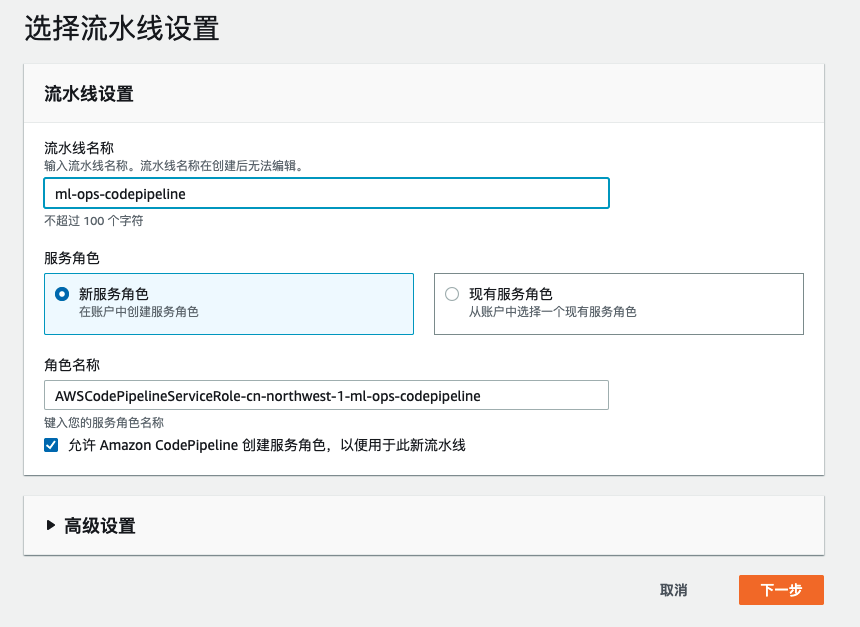 选择流水线设置
流水线设置
流水线名称
输入流水线名称。流水线名称在创建后无法编辑。
ml-ops-codepipeline
不超过 100 个字符
服务角色
新服务角色
在账户中创建服务角色
现有服务角色
从账户中选择一个现有服务角色
角色名称
AWSCodePipelineServiceRole-cn-northwest-1-ml-ops-codepipeline
键入您的服务角色名称
允许 Amazon CodePipeline 创建服务角色，以便用于此新流水线
高级设置
取消
下一步